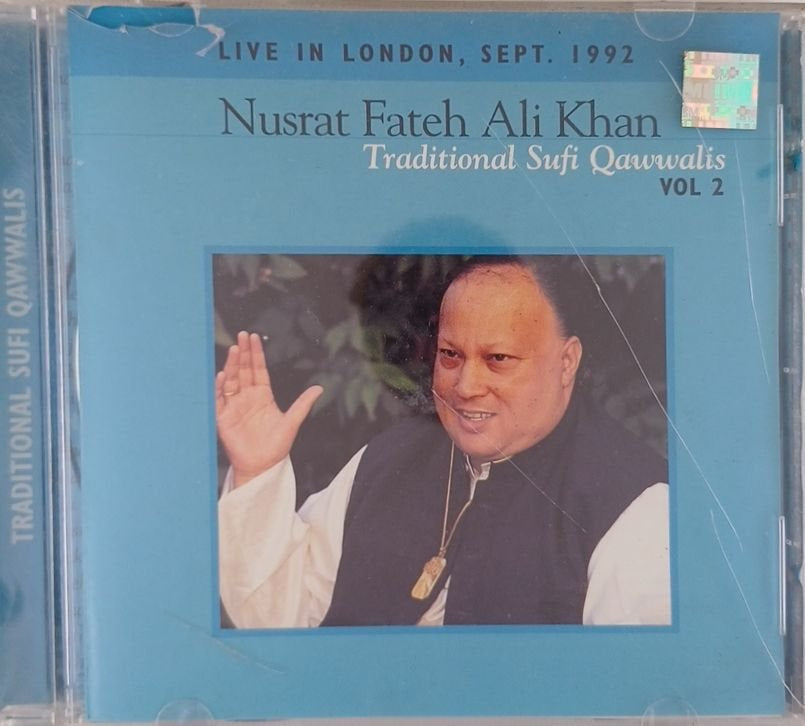 LIVE IN LONDON, SEPT. 1992
Nusrat Fateh Ali Khan
Traditional Sufi Qawwalis
VOL 2
TRADITIONAL SUFI QAWWALIS